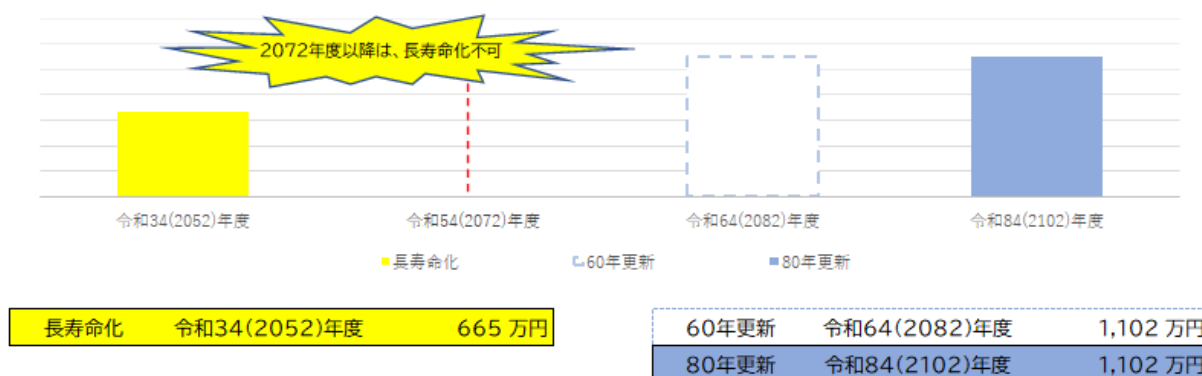 2072年度以降は、長寿命化不可
令和34(2052)年度 令和54(2072)年度 令和64(2082)年度 令和84(2102)年度
長寿命化 60年更新 80年更新
長寿命化 令和34(2052)年度 665 万円
60年更新 令和64(2082)年度 1,102 万円
80年更新 令和84(2102)年度 1,102 万円